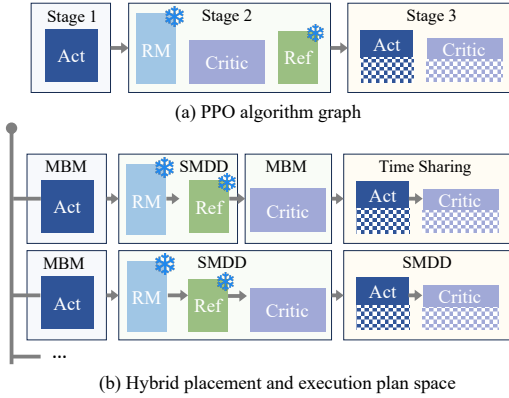 Stage 1
Stage 2
Stage 3
Act
RM
Critic
Ref
Act
Critic
(a) PPO algorithm graph
MBM
SMDD
MBM
Time Sharing
Act
RM
Ref
Critic
Act
Critic
MBM
SMDD
SMDD
Act
RM
Ref
Critic
Act
Critic
...
(b) Hybrid placement and execution plan space